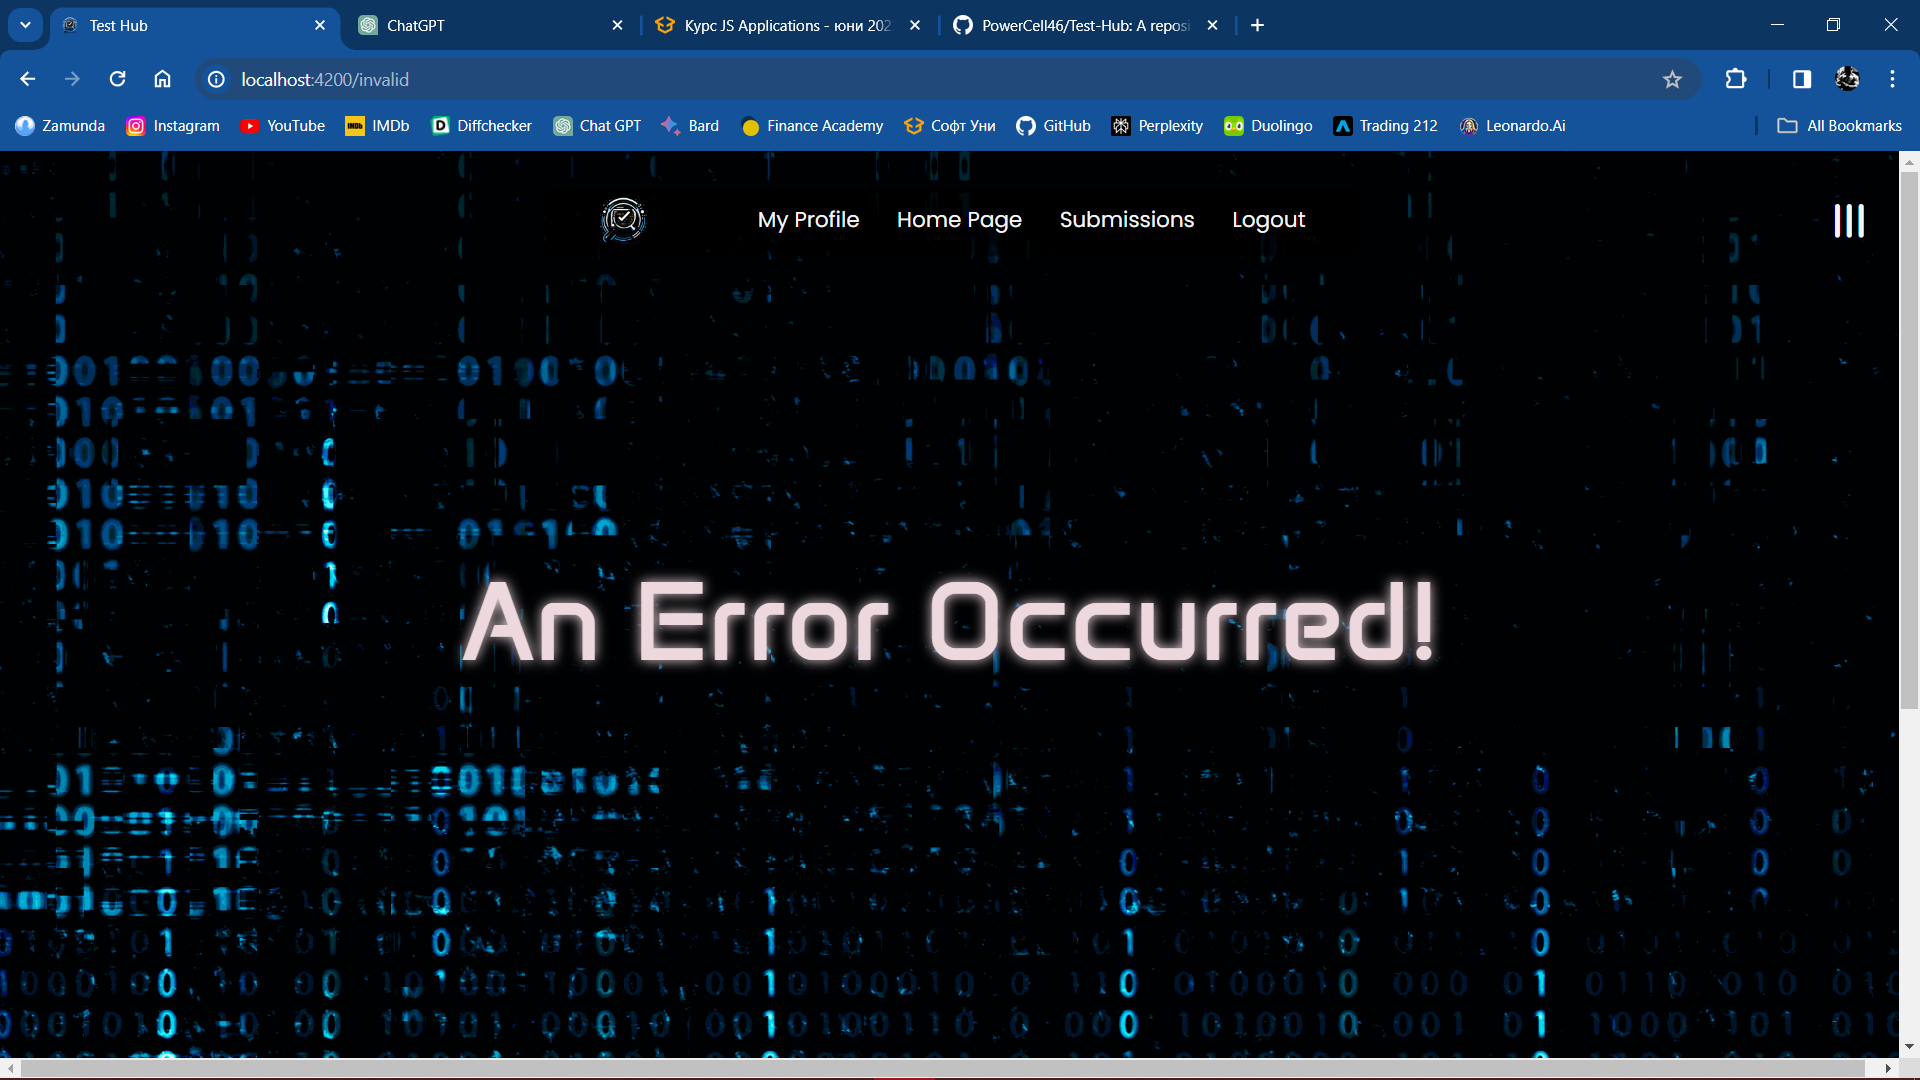 Test Hub
ChatGPT
Курс JS Applications - юни 202
PowerCell46/Test-Hub: A reposi
localhost:4200/invalid
Zamunda
Instagram
YouTube
IMDb
Diffchecker
Chat GPT
Bard
Finance Academy
Софт Уни
GitHub
Perplexity
Duolingo
Trading 212
Leonardo.Ai
All Bookmarks
My Profile
Home Page
Submissions
Logout
An Error Occurred!